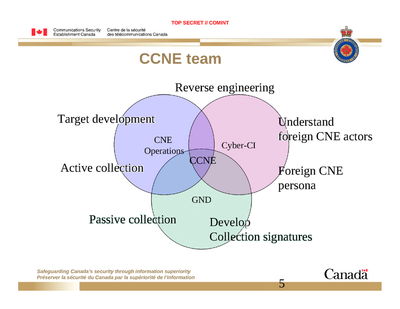 TOP SECRET // COMINT
Communications Security Centre de la sécurité
Establishment Canada des télécommunications Canada
CCNE team
Reverse engineering
Target development
Understand
foreign CNE actors
CNE
Operations
Cyber-CI
CCNE
Active collection
Foreign CNE
persona
GND
Passive collection
Develop
Collection signatures
Safeguarding Canada's security through information superiority
Préserver la sécurité du Canada par la supériorité de l'information
Canada
5